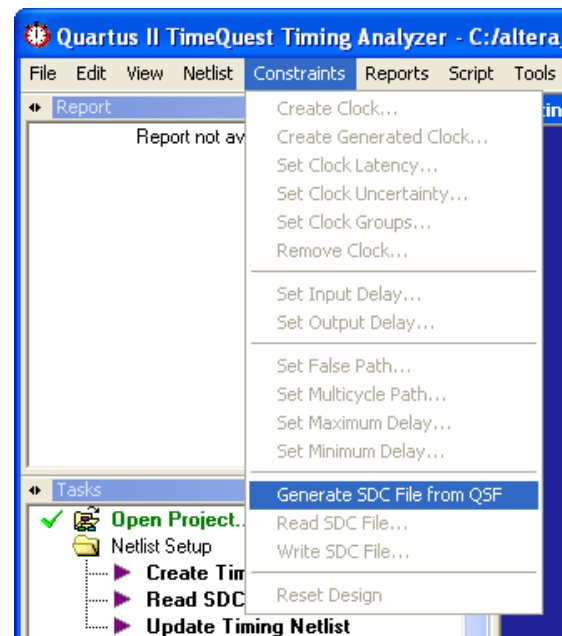 Quartus II TimeQuest Timing Analyzer - C:/altera
File Edit View Netlist Constraints Reports Script Tools
Report
Report not av
Create Clock...
Create Generated Clock...
Set Clock Latency...
Set Clock Uncertainty...
Set Clock Groups...
Remove Clock...
Set Input Delay...
Set Output Delay...
Set False Path...
Set Multicycle Path...
Set Maximum Delay...
Set Minimum Delay...
Generate SDC File from QSF
Read SDC File...
Write SDC File...
Reset Design
Tasks
Open Project..
Netlist Setup
Create Tim
Read SDC
Update Timing Netlist